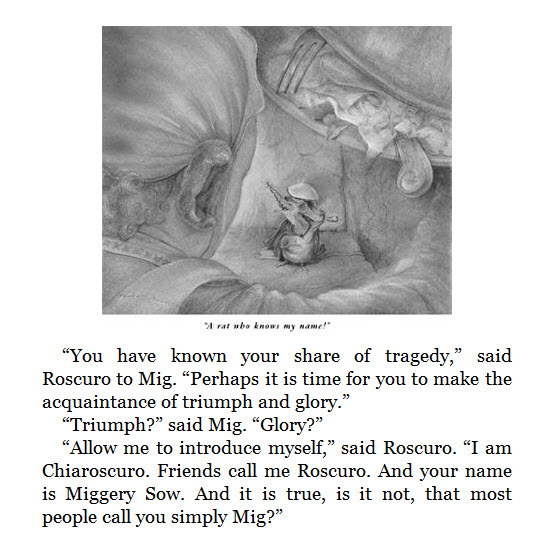 "A rat who knows my name!"
“You have known your share of tragedy,” said
Roscuro to Mig. “Perhaps it is time for you to make the
acquaintance of triumph and glory.”
“Triumph?” said Mig. “Glory?”
“Allow me to introduce myself,” said Roscuro. “I am
Chiaroscuro. Friends call me Roscuro. And your name
is Miggery Sow. And it is true, is it not, that most
people call you simply Mig?”